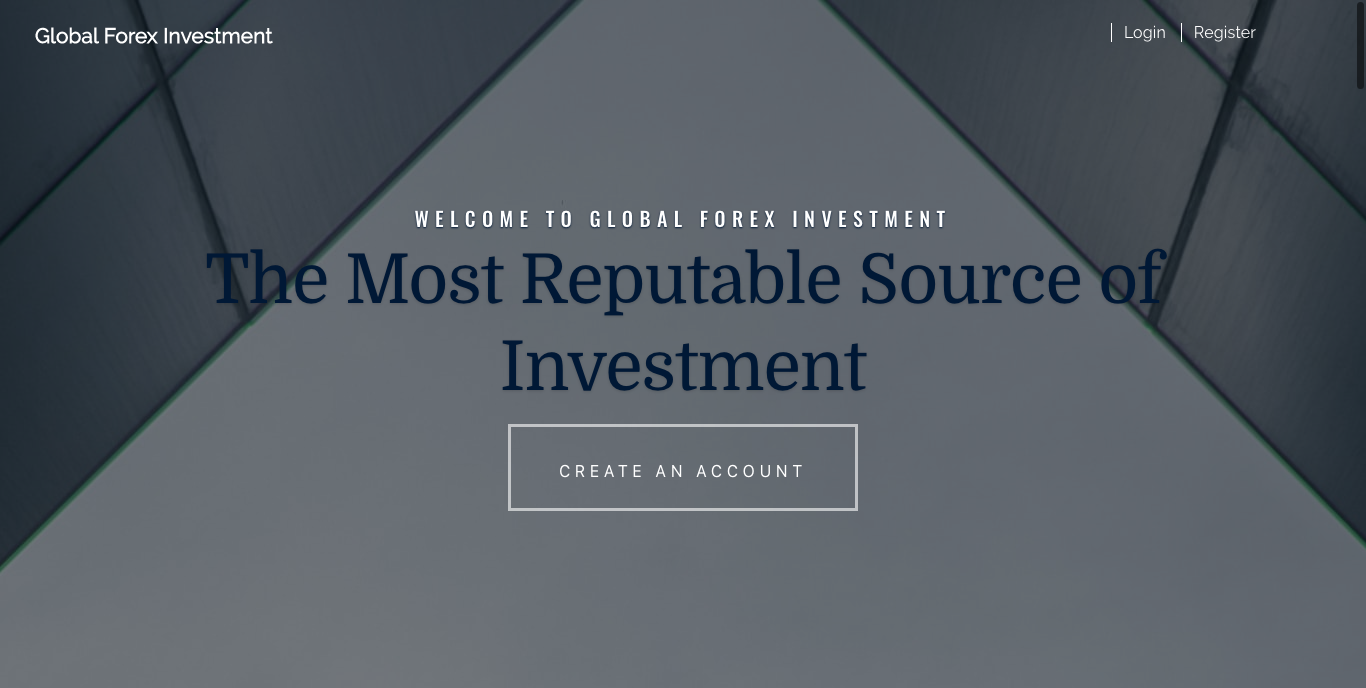 Global Forex Investment
Login
Register
WELCOME TO GLOBAL FOREX INVESTMENT
The Most Reputable Source of
Investment
CREATE AN ACCOUNT